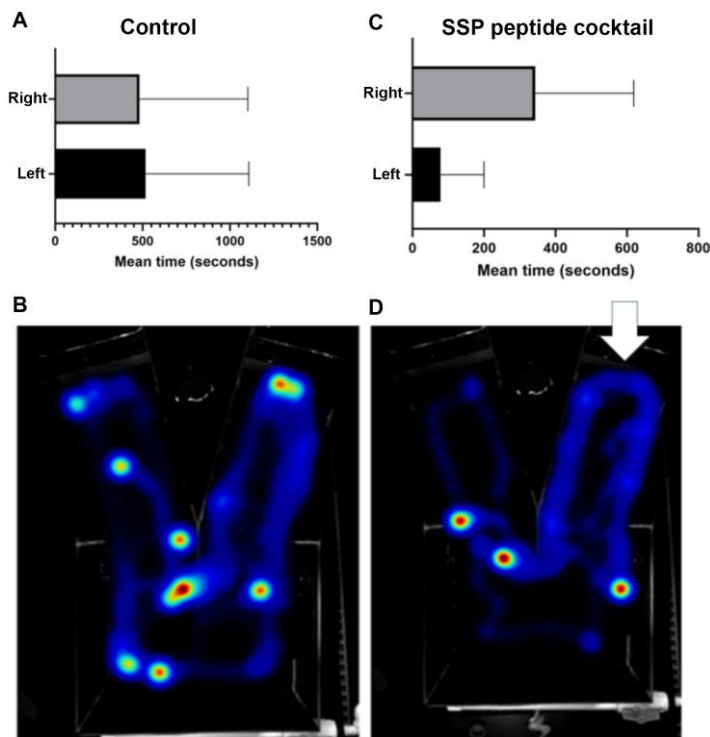 A
Control
Right
Left
0 500 1000 1500
Mean time (seconds)
C
SSP peptide cocktail
Right
Left
0 200 400 600 800
Mean time (seconds)
B
D